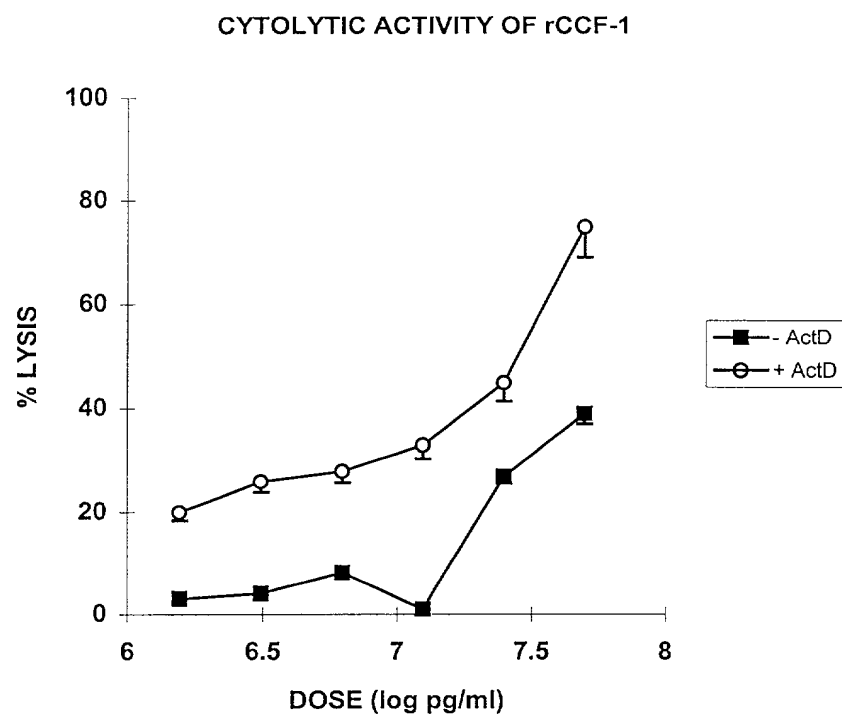 CYTOLYTIC ACTIVITY OF rCCF-1
100
80
60
40
20
0
% LYSIS
6 6.5 7 7.5 8
DOSE (log pg/ml)
- ActD
+ ActD